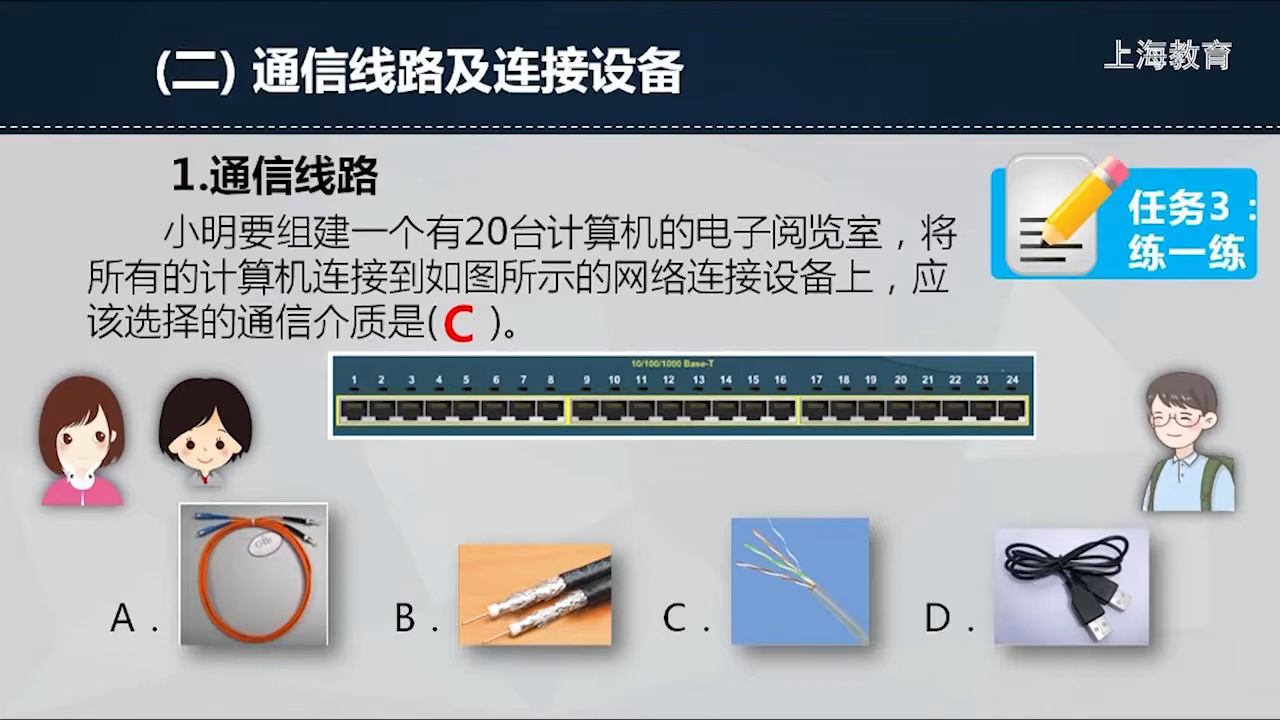 (二) 通信线路及连接设备
上海教育
1.通信线路
任务3：
练一练
小明要组建一个有20台计算机的电子阅览室，将
所有的计算机连接到如图所示的网络连接设备上，应
该选择的通信介质是( C )。
10/100/1000 Base-T
1 2 3 4 5 6 7 8 9 10 11 12 13 14 15 16 17 18 19 20 21 22 23 24
A．
B．
C．
D．